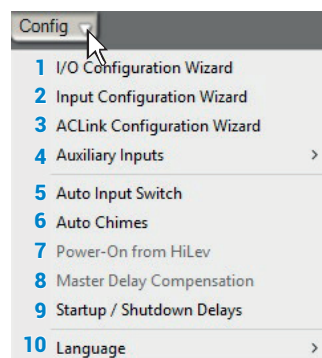 Config
1 I/O Configuration Wizard
2 Input Configuration Wizard
3 ACLink Configuration Wizard
4 Auxiliary Inputs >
5 Auto Input Switch
6 Auto Chimes
7 Power-On from HiLev
8 Master Delay Compensation
9 Startup / Shutdown Delays
10 Language >